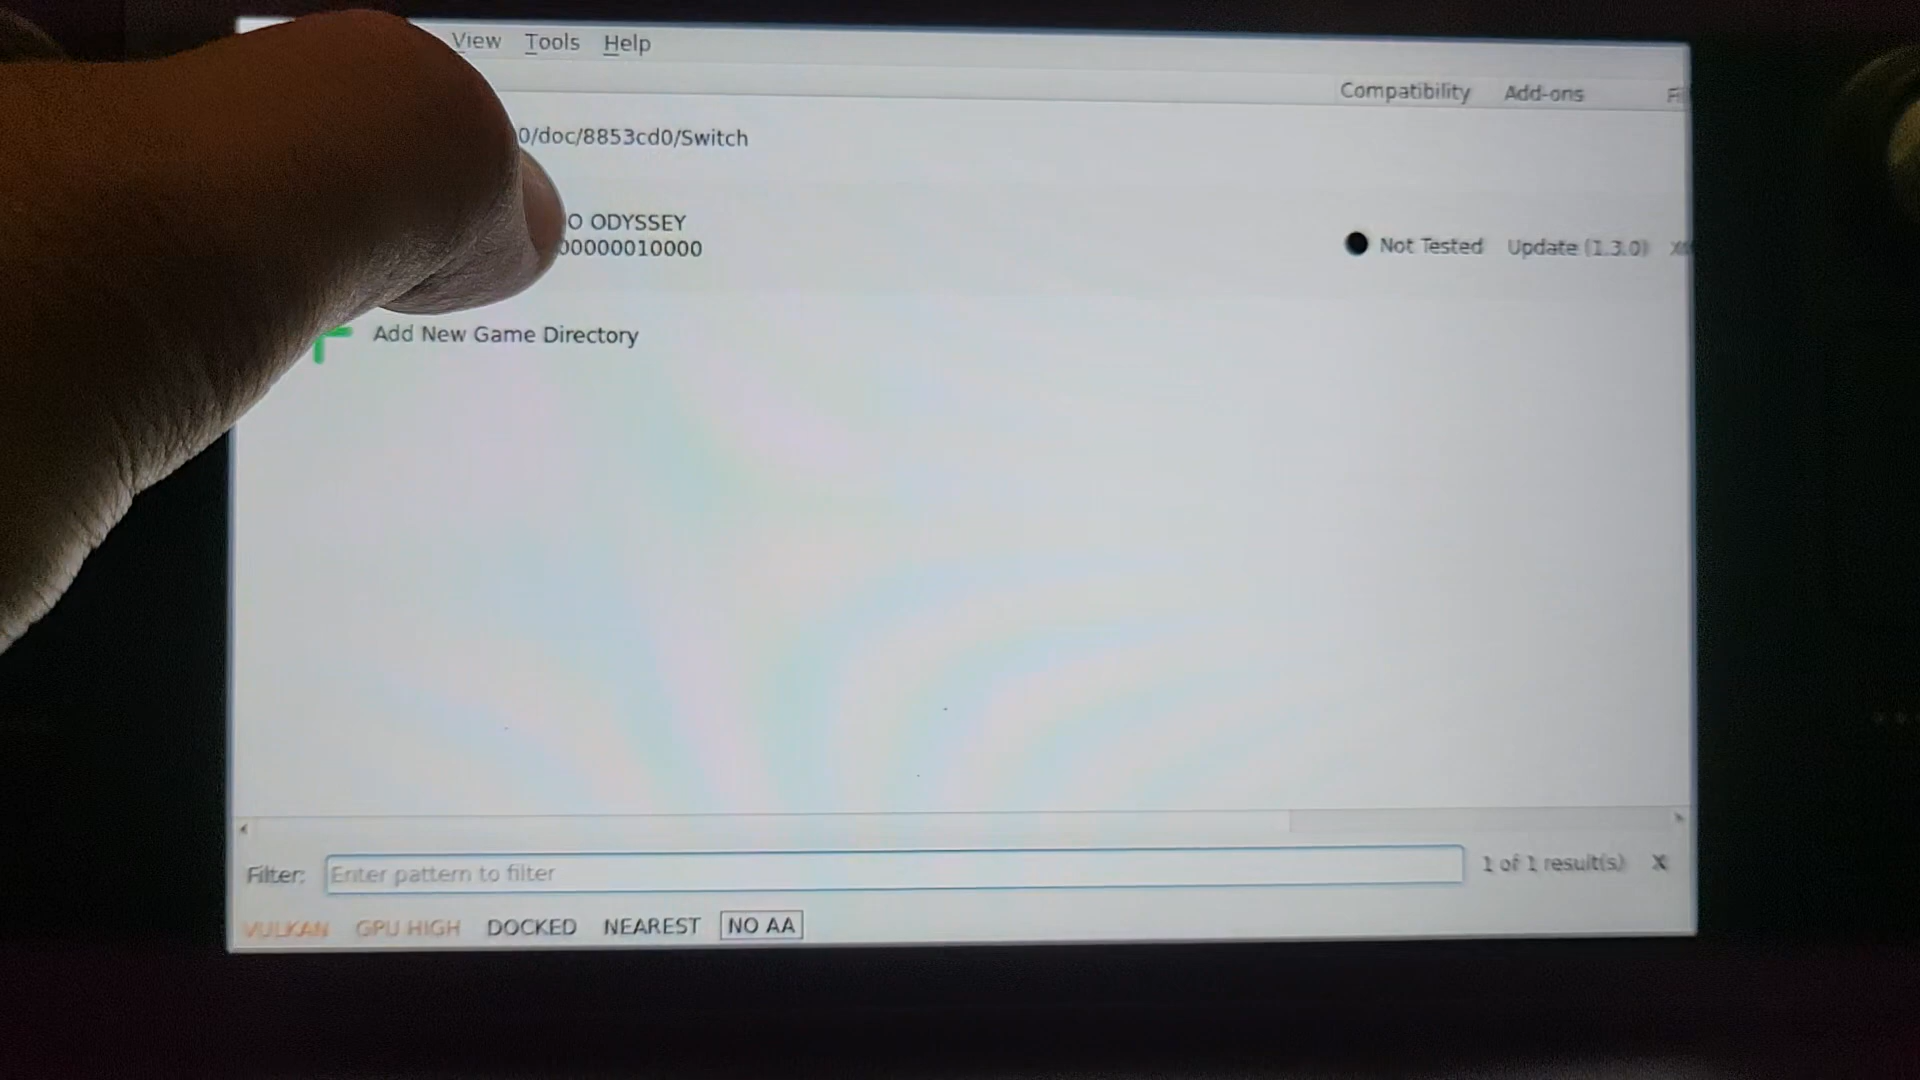 View Tools Help
Compatibility Add-ons
0/doc/8853cd0/Switch
O ODYSSEY
00000010000
Not Tested Update (1.3.0)
Add New Game Directory
Filter: Enter pattern to filter 1 of 1 result(s) X
VULKAN GPU HIGH DOCKED NEAREST NO AA